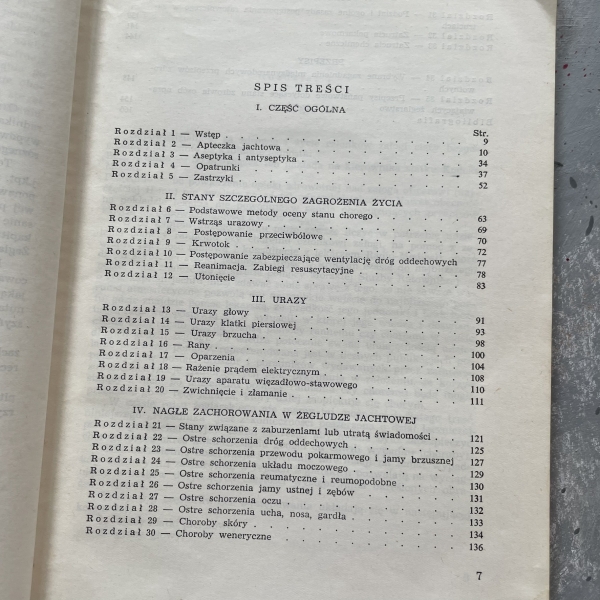 SPIS TREŚCI
I. CZĘŚĆ OGÓLNA
Str.
Rozdział 1 — Wstęp . . . . . . . . . . 9
Rozdział 2 — Apteczka jachtowa . . . . . . . . 10
Rozdział 3 — Aseptyka i antyseptyka . . . . . . . 34
Rozdział 4 — Opatrunki . . . . . . . . . 37
Rozdział 5 — Zastrzyki . . . . . . . . . 52
II. STANY SZCZEGÓLNEGO ZAGROŻENIA ŻYCIA
Rozdział 6 — Podstawowe metody oceny stanu chorego . . . . 63
Rozdział 7 — Wstrząs urazowy . . . . . . . . 69
Rozdział 8 — Postępowanie przeciwbólowe . . . . . . 70
Rozdział 9 — Krwotok . . . . . . . . . 72
Rozdział 10 — Postępowanie zabezpieczające wentylację dróg oddechowych 77
Rozdział 11 — Reanimacja. Zabiegi resuscytacyjne . . . . . 78
Rozdział 12 — Utonięcie . . . . . . . . . 83
III. URAZY
Rozdział 13 — Urazy głowy . . . . . . . . 91
Rozdział 14 — Urazy klatki piersiowej . . . . . . . 93
Rozdział 15 — Urazy brzucha . . . . . . . . 98
Rozdział 16 — Rany . . . . . . . . . . 100
Rozdział 17 — Oparzenia . . . . . . . . . 104
Rozdział 18 — Rażenie prądem elektrycznym . . . . . . 108
Rozdział 19 — Urazy aparatu więzadłowo-stawowego . . . . 110
Rozdział 20 — Zwichnięcie i złamanie . . . . . . . 111
IV. NAGŁE ZACHOROWANIA W ŻEGLUDZE JACHTOWEJ
Rozdział 21 — Stany związane z zaburzeniami lub utratą świadomości . . 121
Rozdział 22 — Ostre schorzenia dróg oddechowych . . . . . 125
Rozdział 23 — Ostre schorzenia przewodu pokarmowego i jamy brzusznej 127
Rozdział 24 — Ostre schorzenia układu moczowego . . . . . 129
Rozdział 25 — Ostre schorzenia reumatyczne i reumopodobne . . . 130
Rozdział 26 — Ostre schorzenia jamy ustnej i zębów . . . . . 131
Rozdział 27 — Ostre schorzenia oczu . . . . . . . 132
Rozdział 28 — Ostre schorzenia ucha, nosa, gardła . . . . . 133
Rozdział 29 — Choroby skóry . . . . . . . . 134
Rozdział 30 — Choroby weneryczne . . . . . . . 136
7